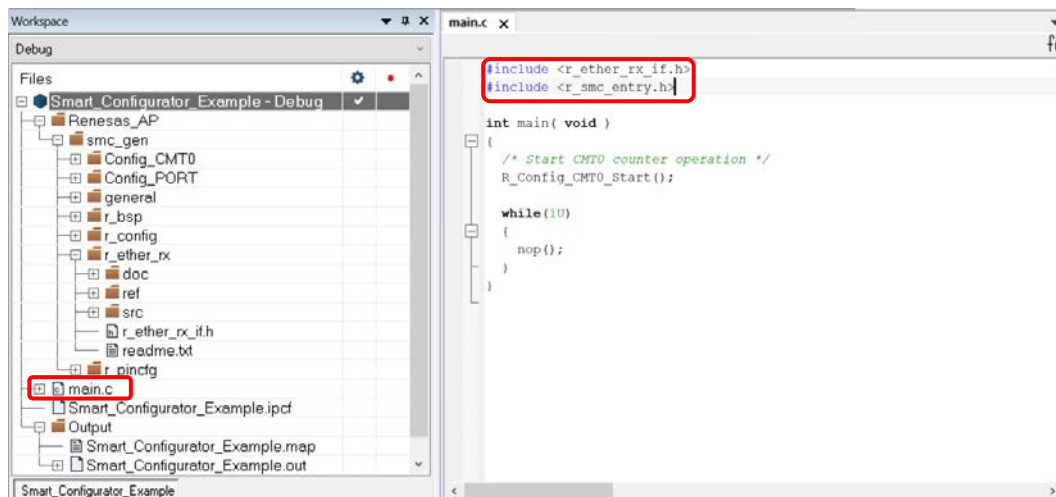 Workspace
Debug
Files
Smart_Configurator_Example - Debug
Renesas_AP
smc_gen
Config_CMT0
Config_PORT
general
r_bsp
r_config
r_ether_rx
doc
ref
src
r_ether_rx_if.h
readme.txt
r_pincfg
main.c
Smart_Configurator_Example.ipcf
Output
Smart_Configurator_Example.map
Smart_Configurator_Example.out
Smart_Configurator_Example
main.c
#include <r_ether_rx_if.h>
#include <r_smc_entry.h>
int main( void )
{
/* Start CMT0 counter operation */
R_Config_CMT0_Start();
while(1U)
{
nop();
}
}